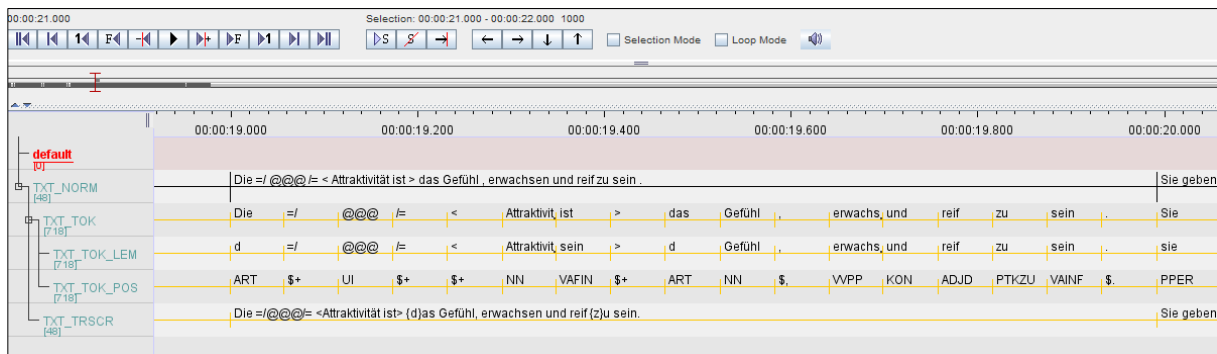 00:00:21.000 Selection: 00:00:21.000 - 00:00:22.000 1000
1 F F 1 S S Selection Mode Loop Mode
00:00:19.000 00:00:19.200 00:00:19.400 00:00:19.600 00:00:19.800 00:00:20.000
default
[0]
TXT_NORM Die =/ @@@ /= < Attraktivität ist > das Gefühl , erwachsen und reif zu sein . Sie geben
[48]
TXT_TOK Die =/ @@@ /= < Attraktivit ist > das Gefühl , erwachs und reif zu sein . Sie
[718]
TXT_TOK_LEM d =/ @@@ /= < Attraktivit sein > d Gefühl , erwachs und reif zu sein . sie
[718]
TXT_TOK_POS ART $+ UI $+ $+ NN VAFIN $+ ART NN $, VVPP KON ADJD PTKZU VAINF $. PPER
[718]
TXT_TRSCR Die =/@@@/= <Attraktivität ist> {d}as Gefühl, erwachsen und reif {z}u sein. Sie geben
[48]